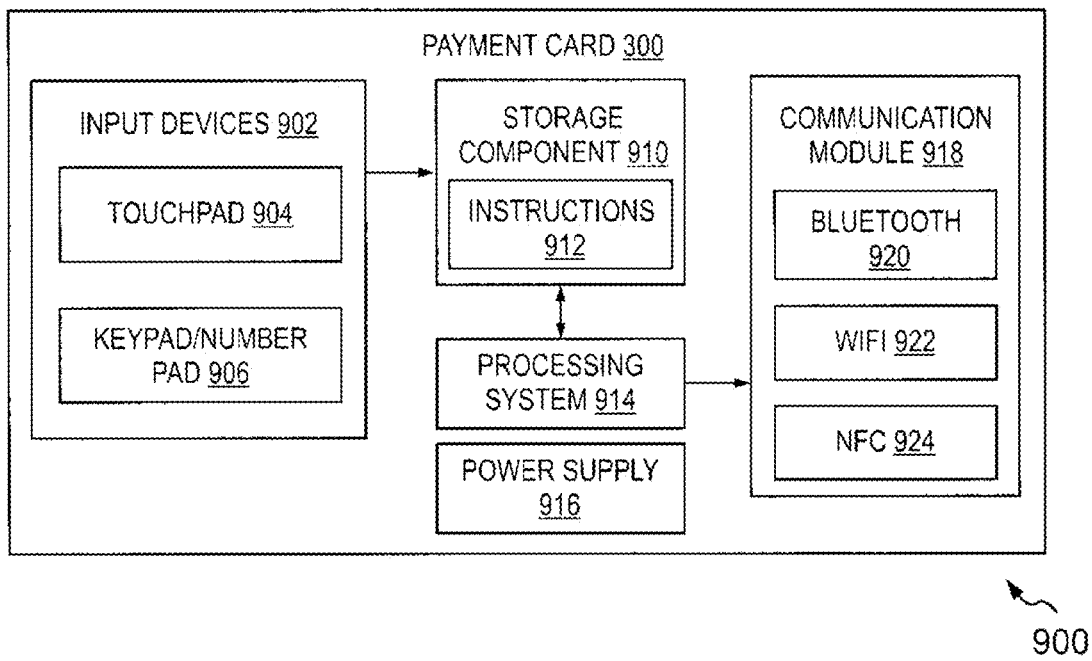 PAYMENT CARD 300
INPUT DEVICES 902
TOUCHPAD 904
KEYPAD/NUMBER
PAD 906
STORAGE
COMPONENT 910
INSTRUCTIONS
912
PROCESSING
SYSTEM 914
POWER SUPPLY
916
COMMUNICATION
MODULE 918
BLUETOOTH
920
WIFI 922
NFC 924
900